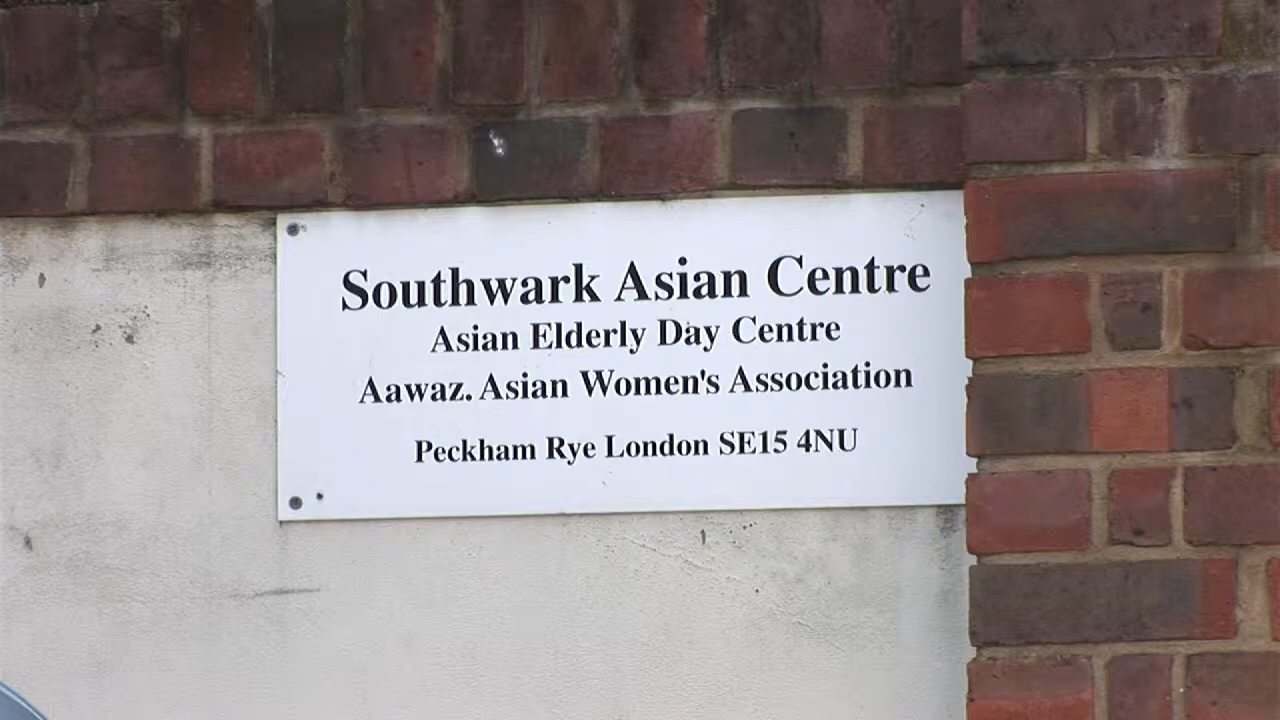 Southwark Asian Centre
Asian Elderly Day Centre
Aawaz. Asian Women's Association
Peckham Rye London SE15 4NU